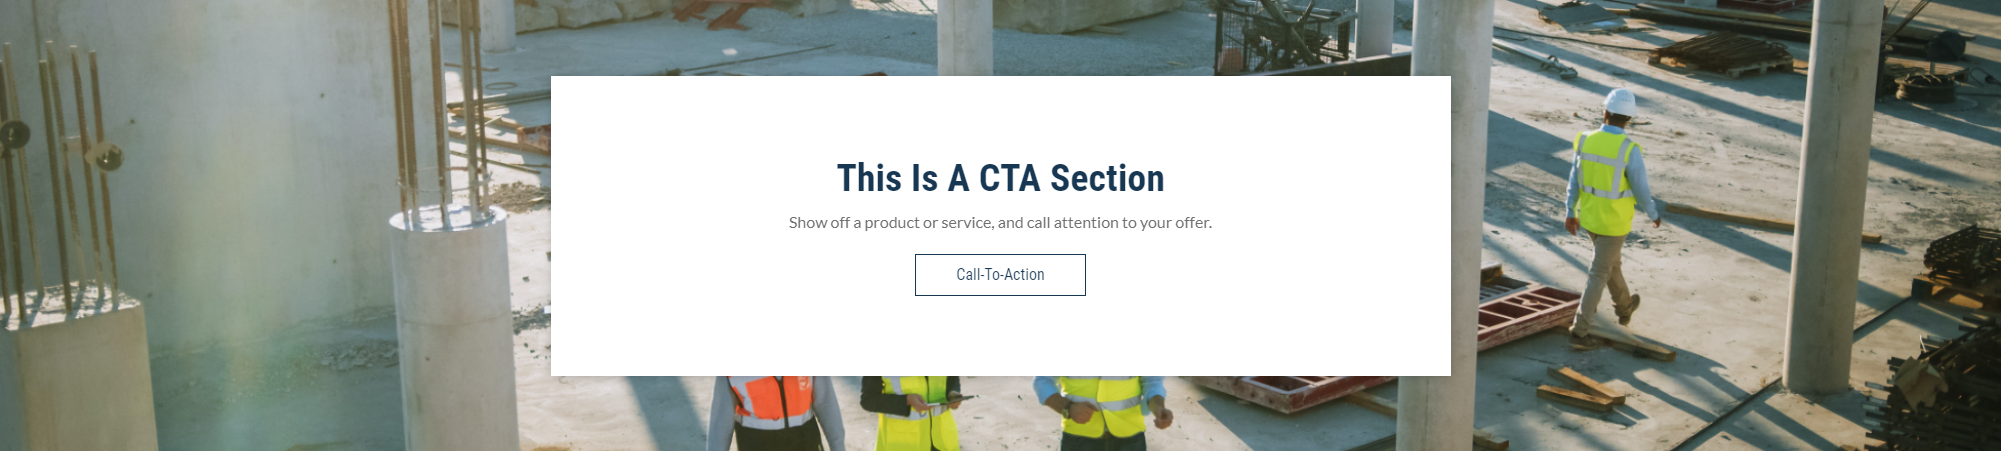 This Is A CTA Section
Show off a product or service, and call attention to your offer.
Call-To-Action